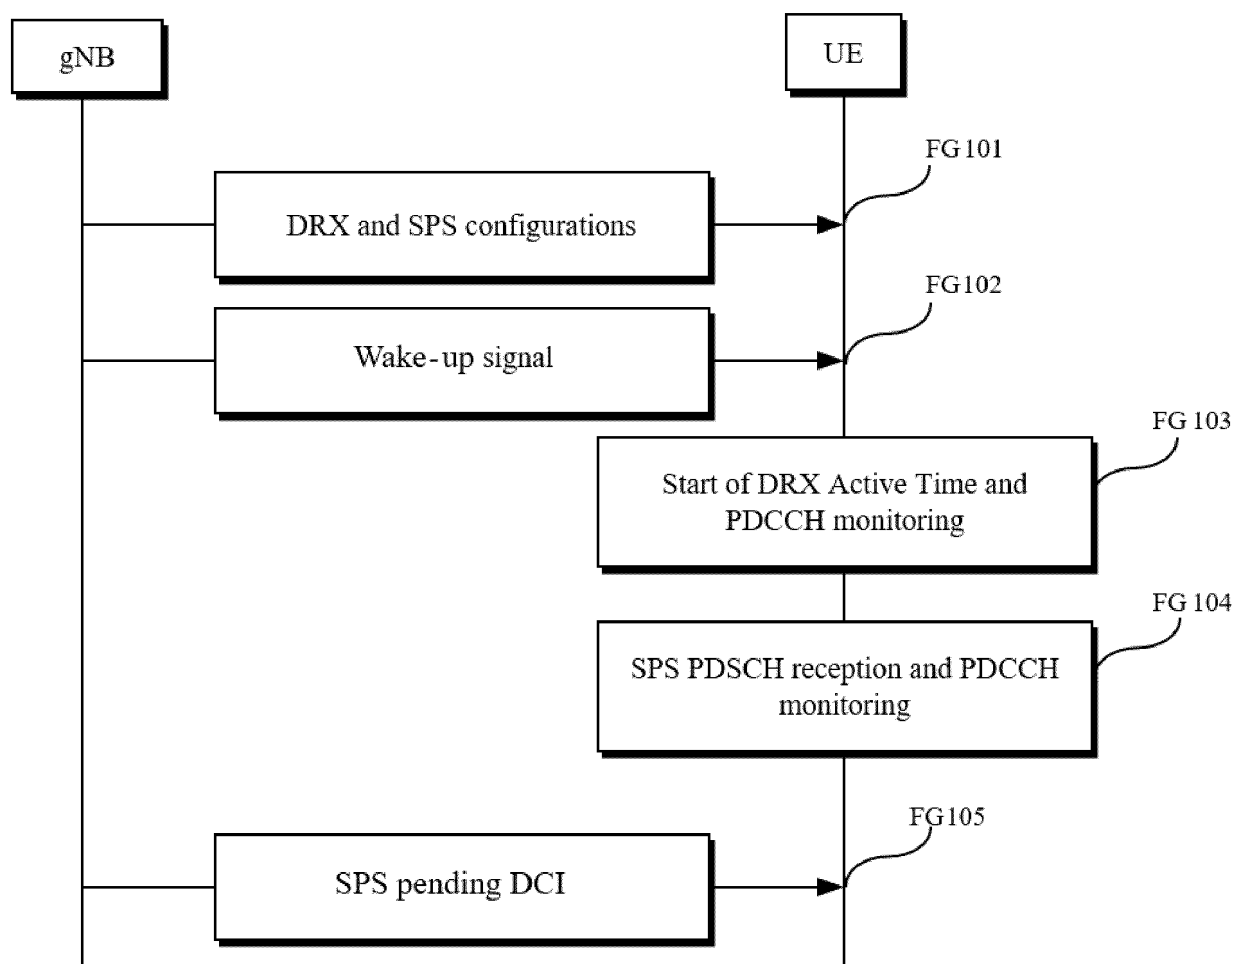 gNB
UE
FG101
DRX and SPS configurations
FG102
Wake-up signal
FG 103
Start of DRX Active Time and
PDCCH monitoring
FG 104
SPS PDSCH reception and PDCCH
monitoring
FG105
SPS pending DCI